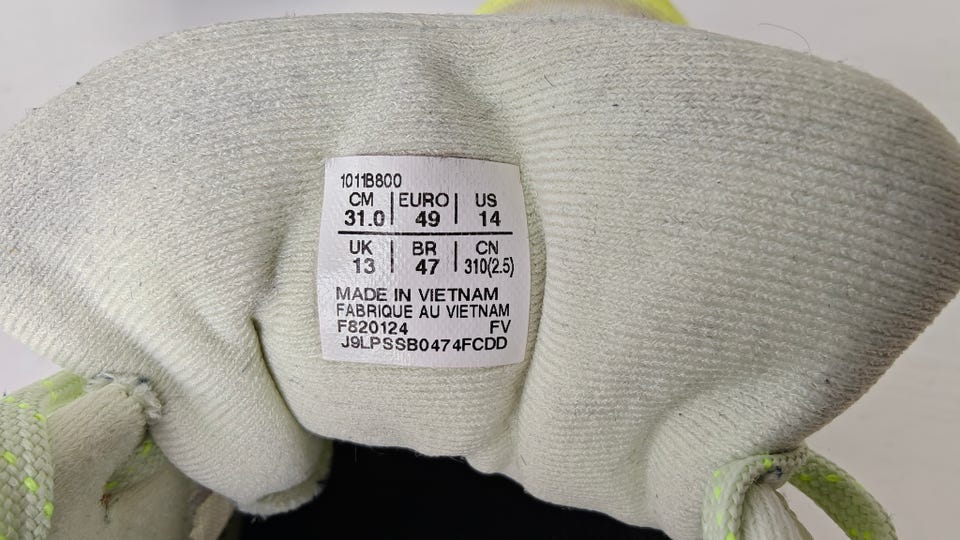 1011B800
CM | EURO | US
31.0 | 49 | 14
UK | BR | CN
13 | 47 | 310(2.5)
MADE IN VIETNAM
FABRIQUE AU VIETNAM
F820124 FV
J9LPSSB0474FCDD